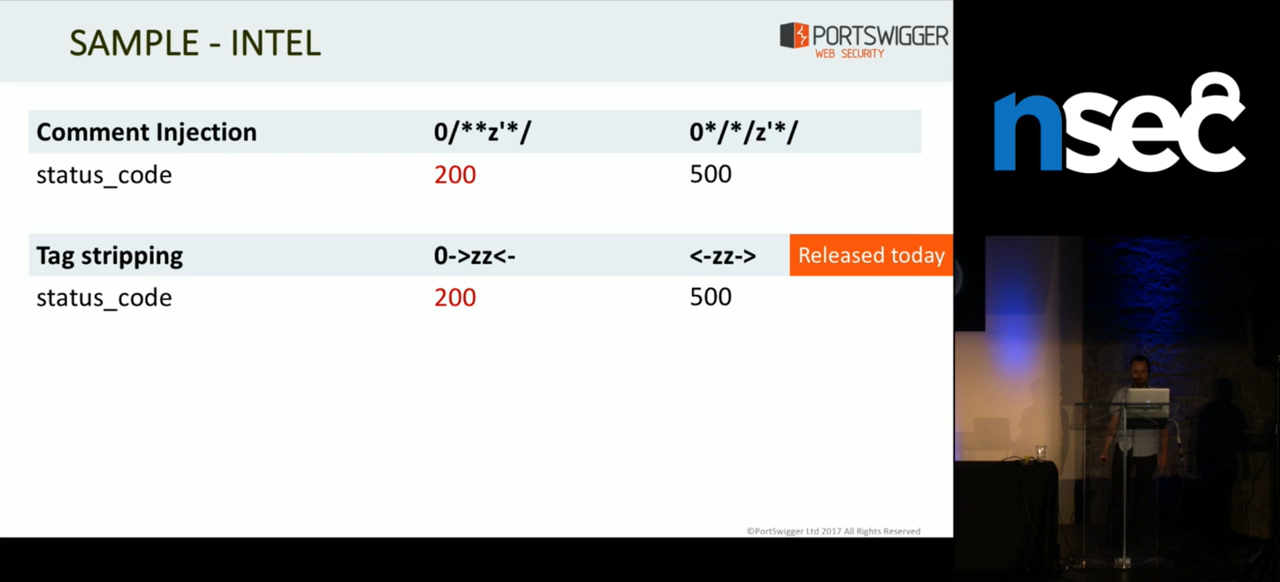 SAMPLE - INTEL
PORTSWIGGER
WEB SECURITY
Comment Injection 0/**z'*/ 0*/*/z'*/
status_code 200 500
Tag stripping 0->zz<- <-zz-> Released today
status_code 200 500
©PortSwigger Ltd 2017 All Rights Reserved
nsec